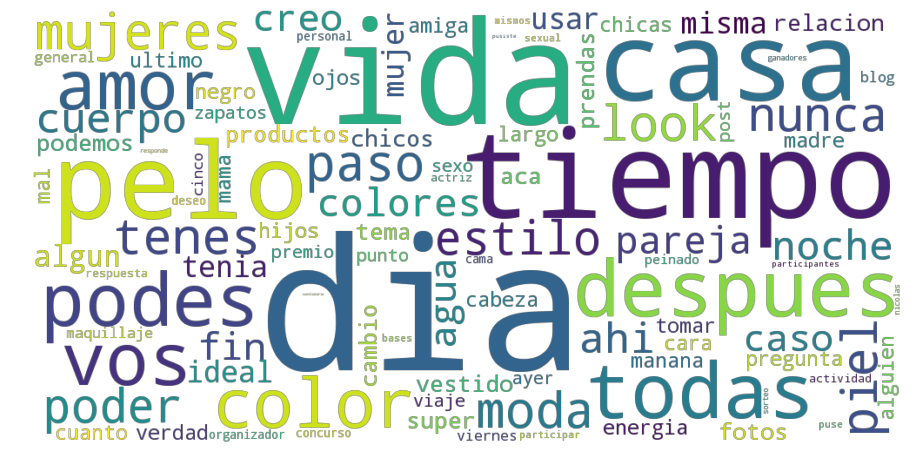 mujeres
creo
vida
mujer
amiga
mismos
personal
pusiste
sexual
usar
chicas
misma
relacion
general
ultimo
ojos
prendas
casa
ganadores
blog
amor
negro
zapatos
cuerpo
productos
chicos
largo
look
post
nunca
madre
podemos
responde
pelo
paso
sexo
actriz
aca
tiempo
mal
cinco
deseo
mama
colores
tenes
hijos
tema
estilo
pareja
noche
algun
tenia
premio
punto
cama
peinado
participantes
respuesta
dia
agua
cabeza
despues
nicolas
podes
maquillaje
fin
cambio
bases
ahi
tomar
cara
caso
piel
alguien
vos
ideal
vestido
ayer
manana
pregunta
actividad
poder
color
viaje
super
moda
todas
sorteo
puse
cuanto
verdad
organizador
concurso
viernes
participar
energia
fotos